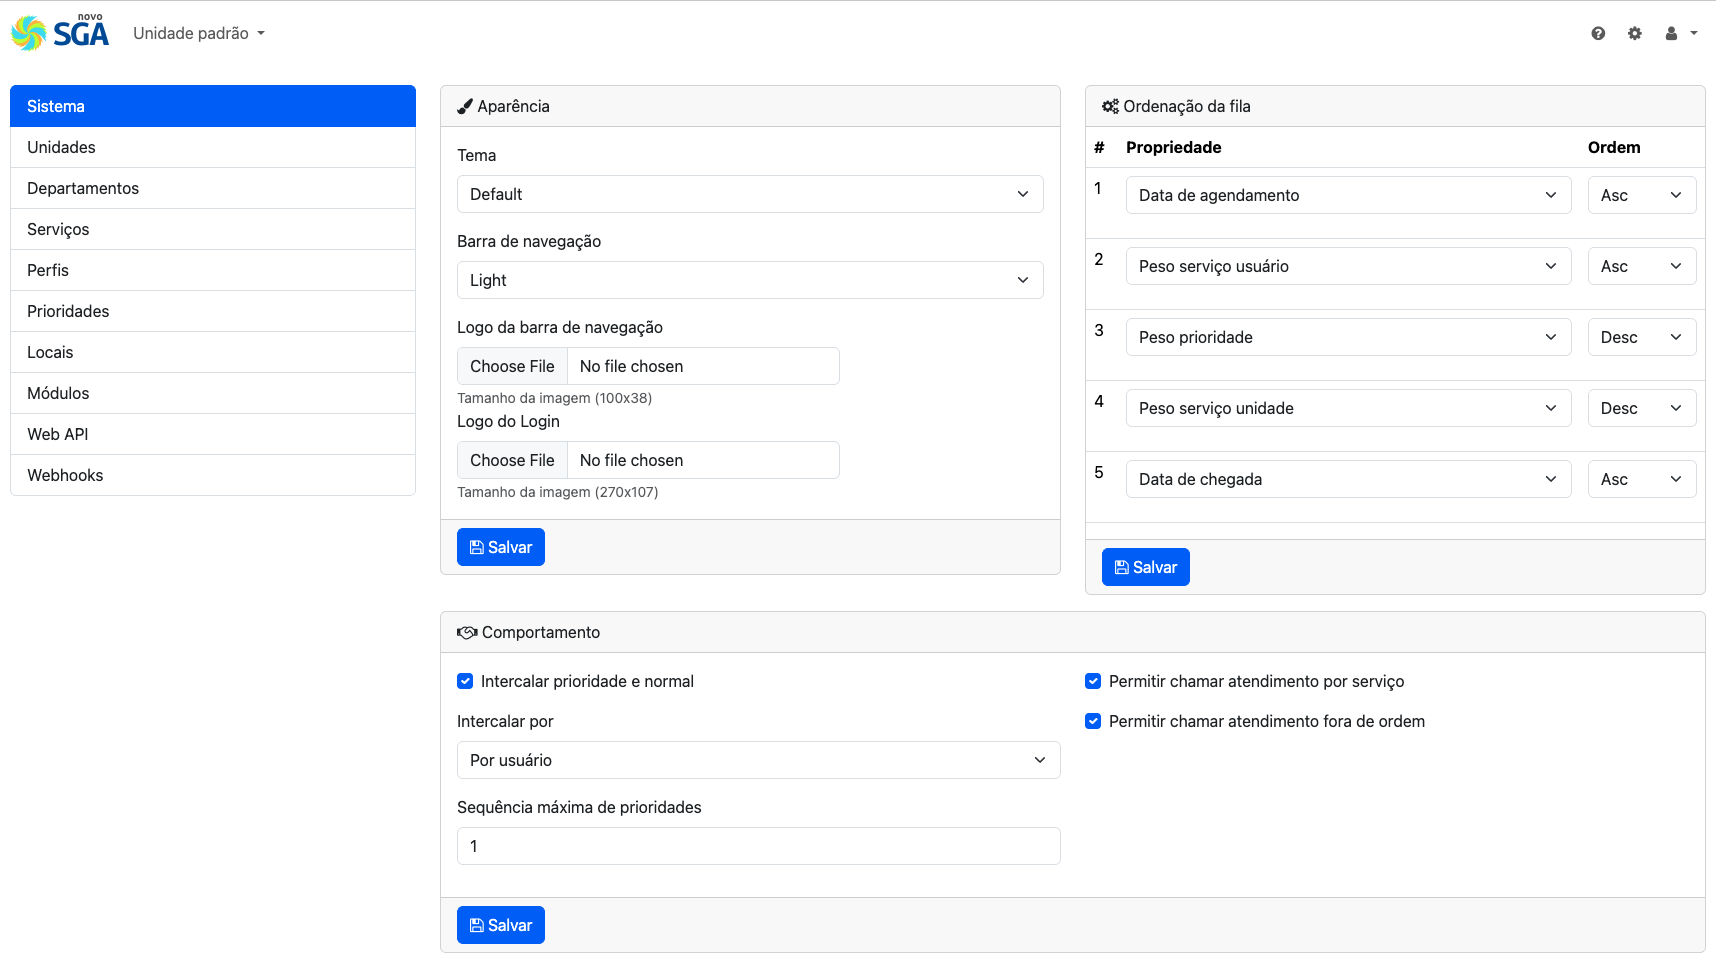 novo
SGA
Unidade padrão
Sistema
Unidades
Departamentos
Serviços
Perfis
Prioridades
Locais
Módulos
Web API
Webhooks
Aparência
Tema
Default
Barra de navegação
Light
Logo da barra de navegação
Choose File No file chosen
Tamanho da imagem (100x38)
Logo do Login
Choose File No file chosen
Tamanho da imagem (270x107)
Salvar
Ordenação da fila
# Propriedade Ordem
1 Data de agendamento Asc
2 Peso serviço usuário Asc
3 Peso prioridade Desc
4 Peso serviço unidade Desc
5 Data de chegada Asc
Salvar
Comportamento
Intercalar prioridade e normal
Intercalar por
Por usuário
Sequência máxima de prioridades
1
Permitir chamar atendimento por serviço
Permitir chamar atendimento fora de ordem
Salvar